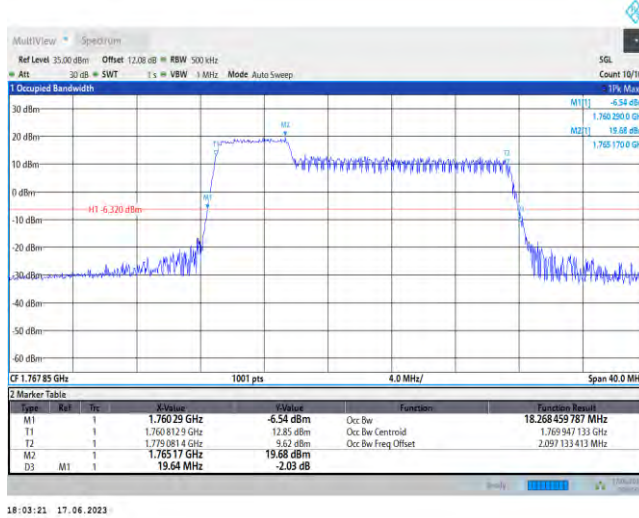 MultiView Spectrum
Ref Level 35.00 dBm Offset 12.08 dB RBW 500 kHz SGL
Att 30 dB SWT 1 s VBW 1 MHz Mode Auto Sweep Count 10/10
1 Occupied Bandwidth 1Pk Max
M1[1] -6.54 dBm
1.760 290 0 GHz
M2[1] 19.68 dBm
1.765 170 0 GHz
30 dBm
M2
20 dBm
T1 T2
10 dBm
0 dBm
M1
H1 -6.320 dBm
-10 dBm
-20 dBm
-30 dBm
-40 dBm
-50 dBm
-60 dBm
CF 1.767 85 GHz 1001 pts 4.0 MHz/ Span 40.0 MH
2 Marker Table
Type Ref Trc X-Value Y-Value Function Function Result
M1 1 1.760 29 GHz -6.54 dBm Occ Bw 18.268 459 787 MHz
T1 1 1.760 812 9 GHz 12.85 dBm Occ Bw Centroid 1.769 947 133 GHz
T2 1 1.779 081 4 GHz 9.62 dBm Occ Bw Freq Offset 2.097 133 413 MHz
M2 1 1.765 17 GHz 19.68 dBm
D3 M1 1 19.64 MHz -2.03 dB
Ready
18:03:21 17.06.2023